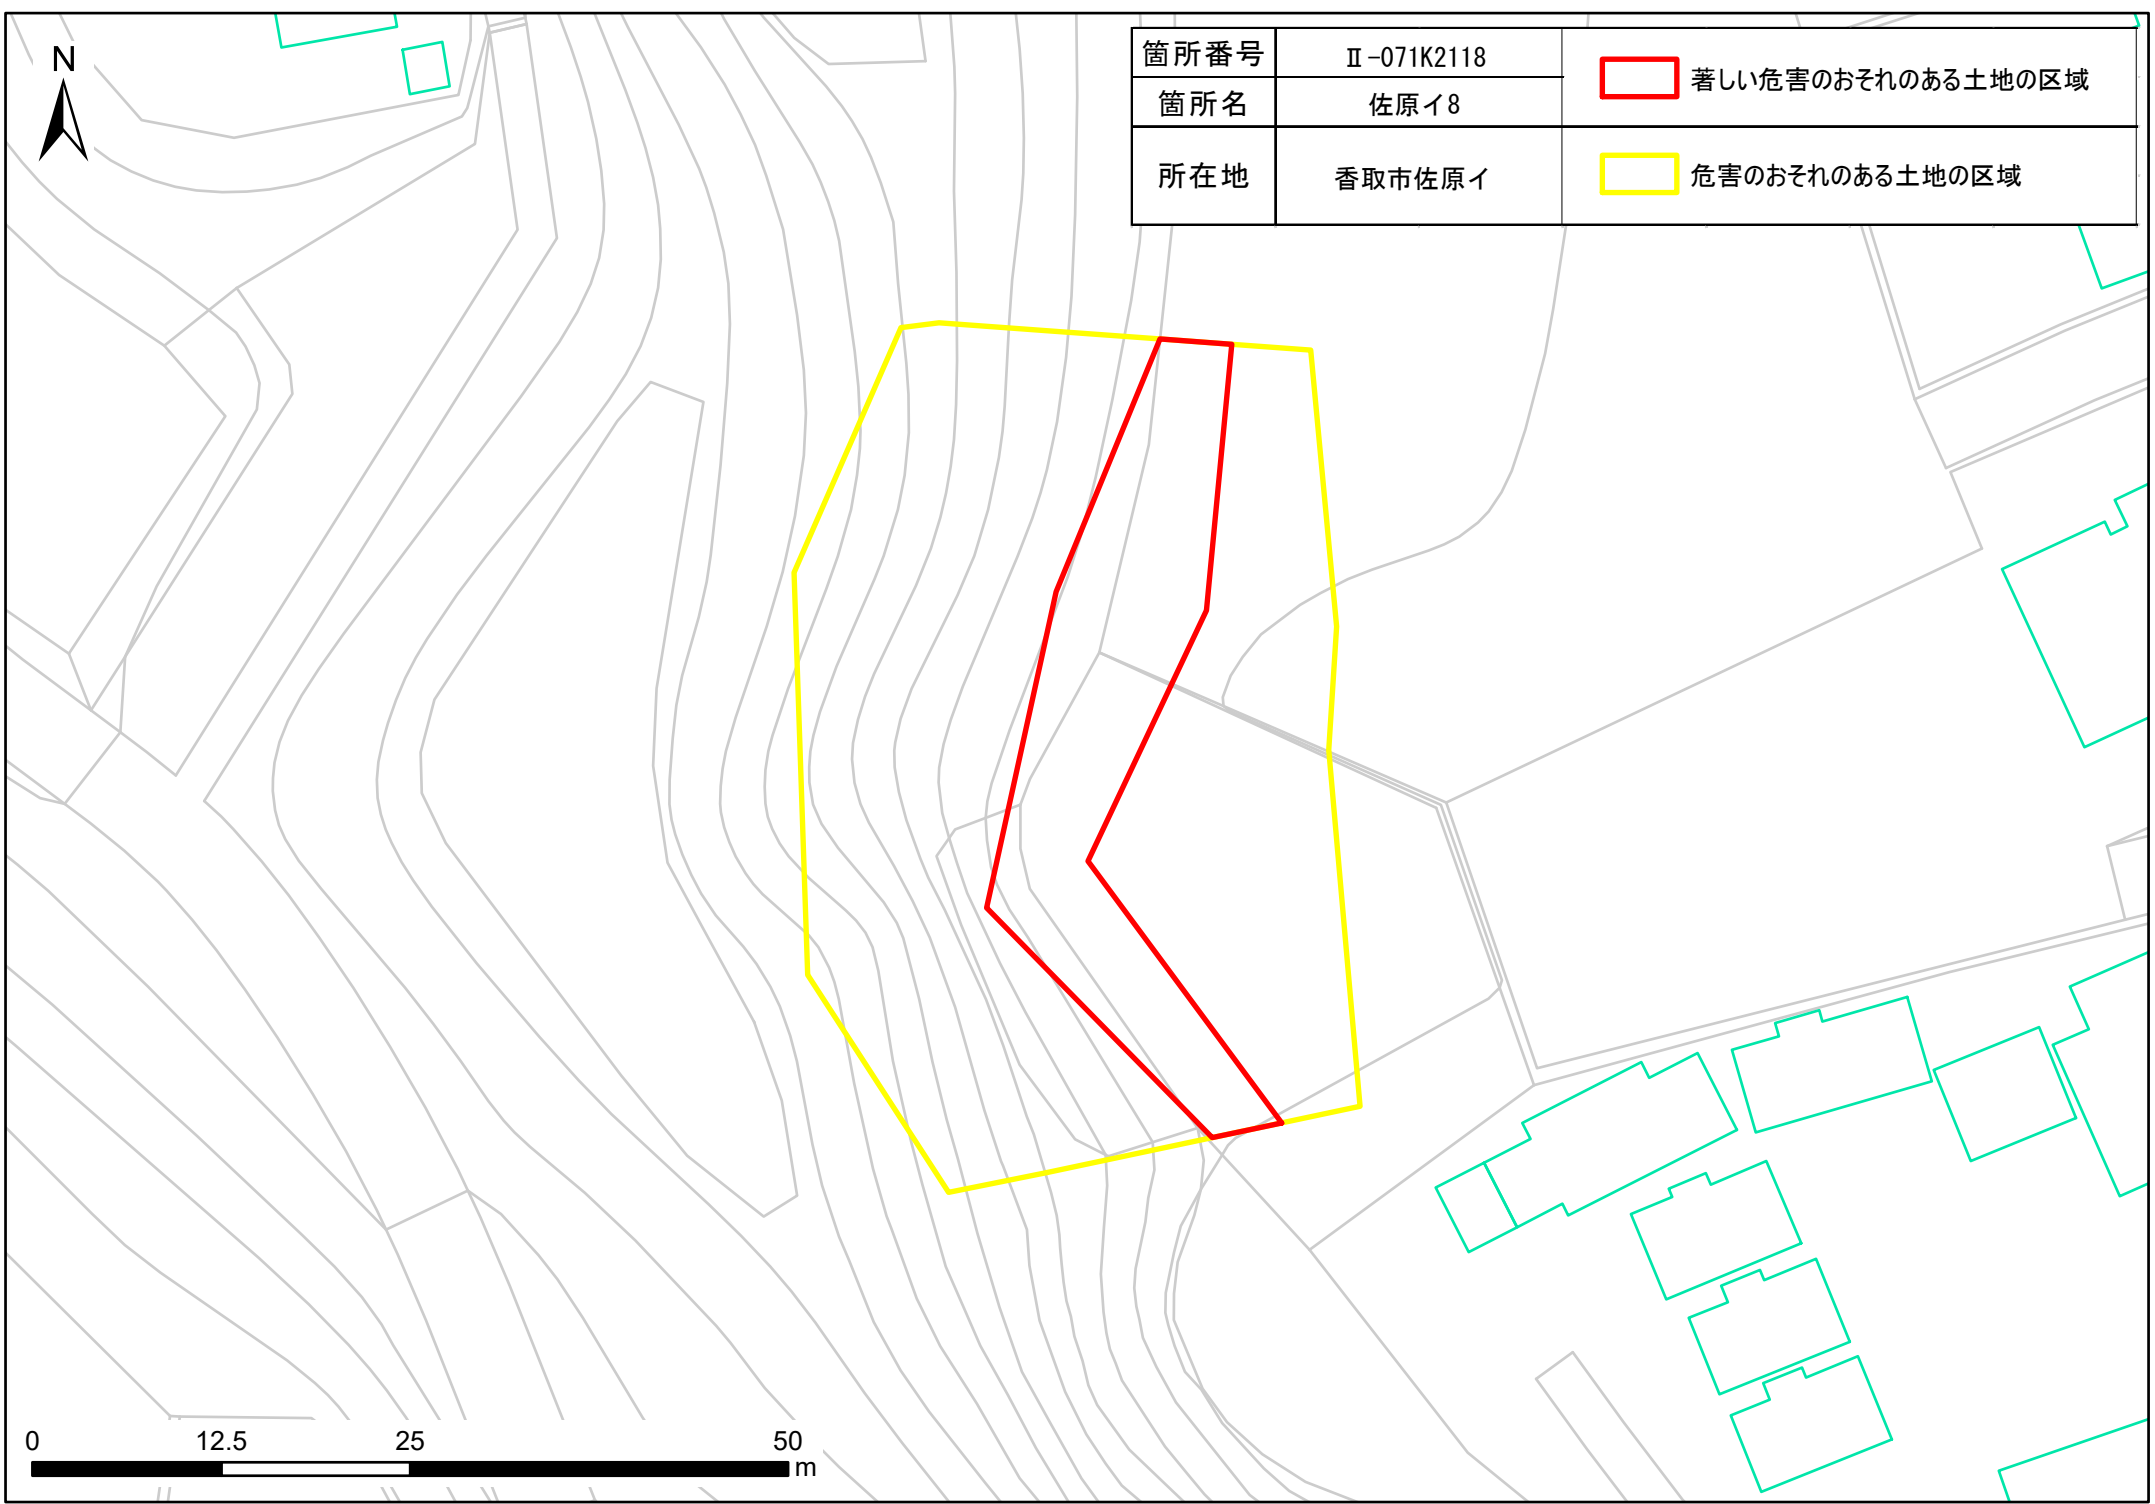 N
箇所番号 Ⅱ-071K2118
箇所名 佐原イ8
所在地 香取市佐原イ
著しい危害のおそれのある土地の区域
危害のおそれのある土地の区域
0 12.5 25 50
m